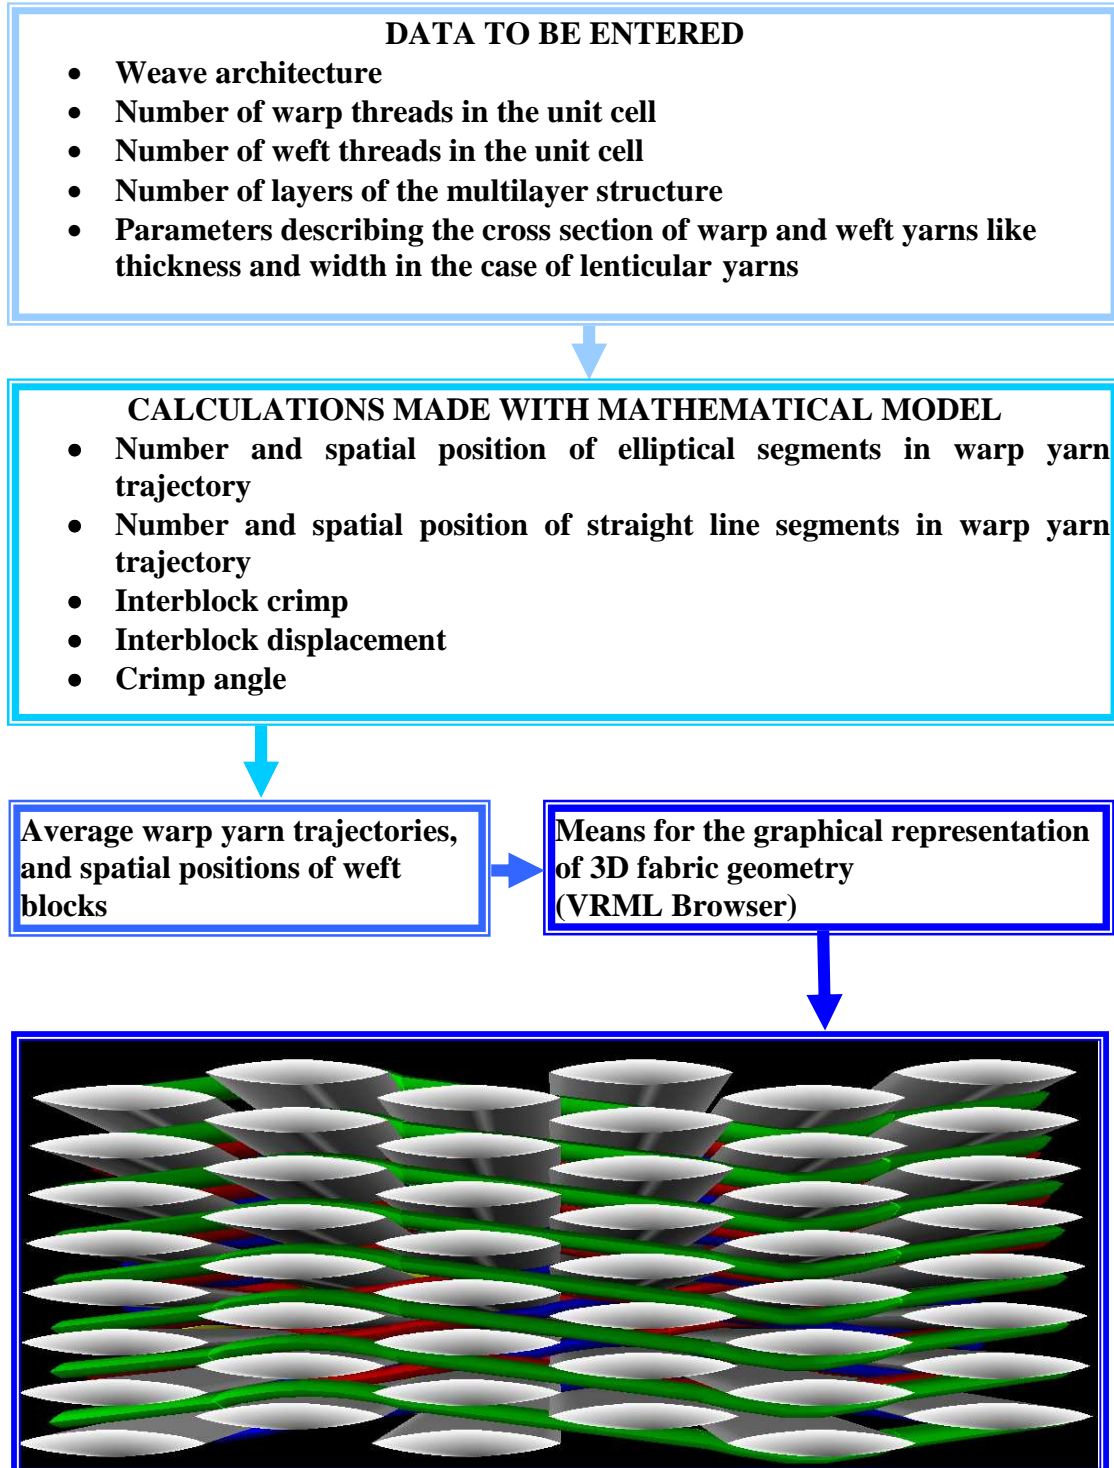 DATA TO BE ENTERED
• Weave architecture
• Number of warp threads in the unit cell
• Number of weft threads in the unit cell
• Number of layers of the multilayer structure
• Parameters describing the cross section of warp and weft yarns like
thickness and width in the case of lenticular yarns
CALCULATIONS MADE WITH MATHEMATICAL MODEL
• Number and spatial position of elliptical segments in warp yarn
trajectory
• Number and spatial position of straight line segments in warp yarn
trajectory
• Interblock crimp
• Interblock displacement
• Crimp angle
Average warp yarn trajectories,
and spatial positions of weft
blocks
Means for the graphical representation
of 3D fabric geometry
(VRML Browser)